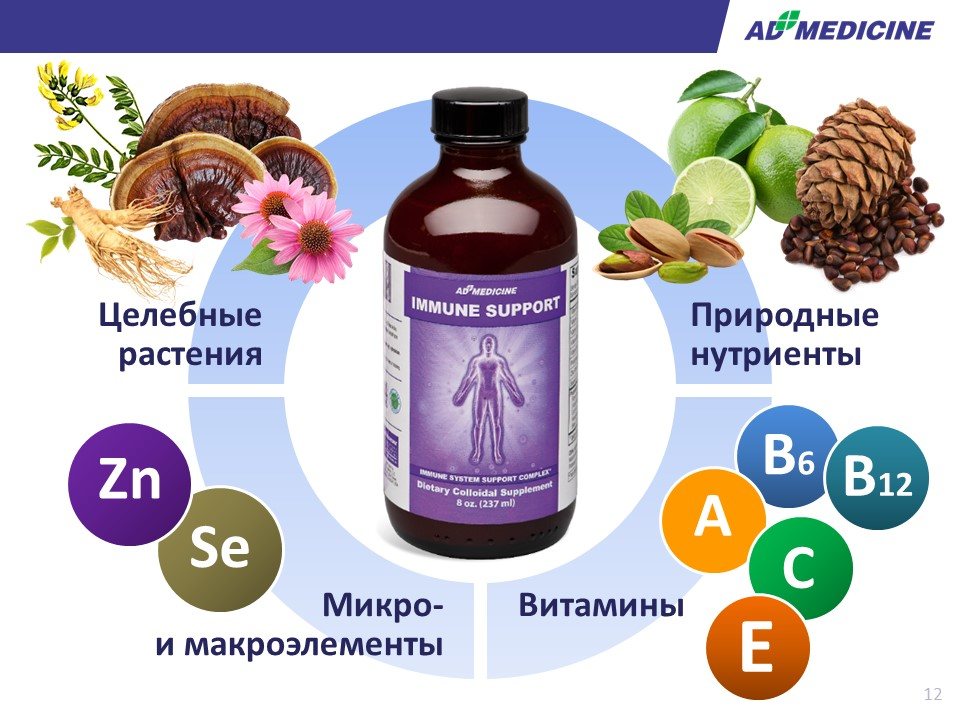 AD MEDICINE
Целебные
растения
Природные
нутриенты
AD MEDICINE
IMMUNE SUPPORT
IMMUNE SYSTEM SUPPORT COMPLEX*
Dietary Colloidal Supplement
8 oz. (237 ml)
Zn
Se
B6
B12
A
C
E
Микро-
и макроэлементы
Витамины
12